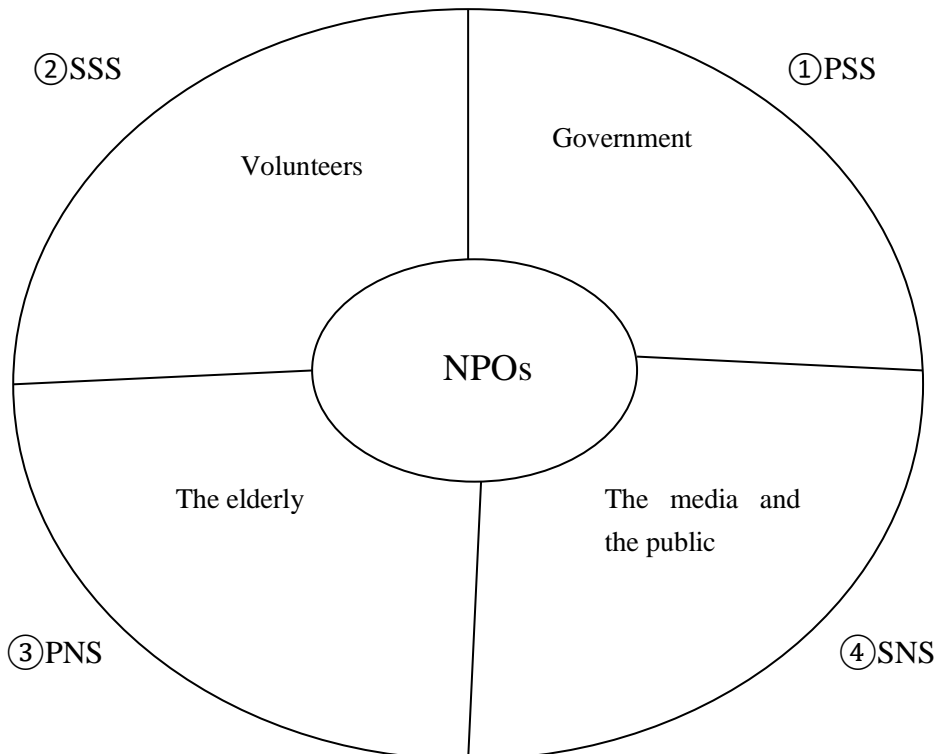 ②SSS
①PSS
Volunteers
Government
NPOs
The elderly
The media and
the public
③PNS
④SNS